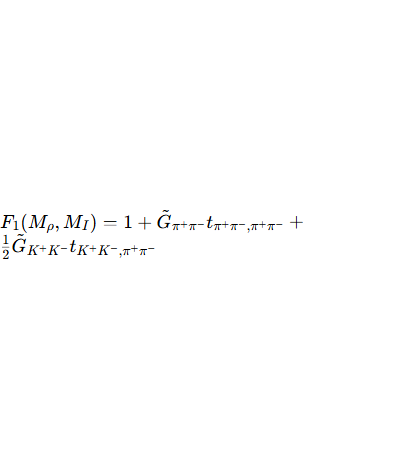 $F_1(M_\rho, M_I) = 1 + \tilde{G}_{\pi^+\pi^-} t_{\pi^+\pi^-,\pi^+\pi^-} +$
$\frac{1}{2} \tilde{G}_{K^+K^-} t_{K^+K^-,\pi^+\pi^-}$